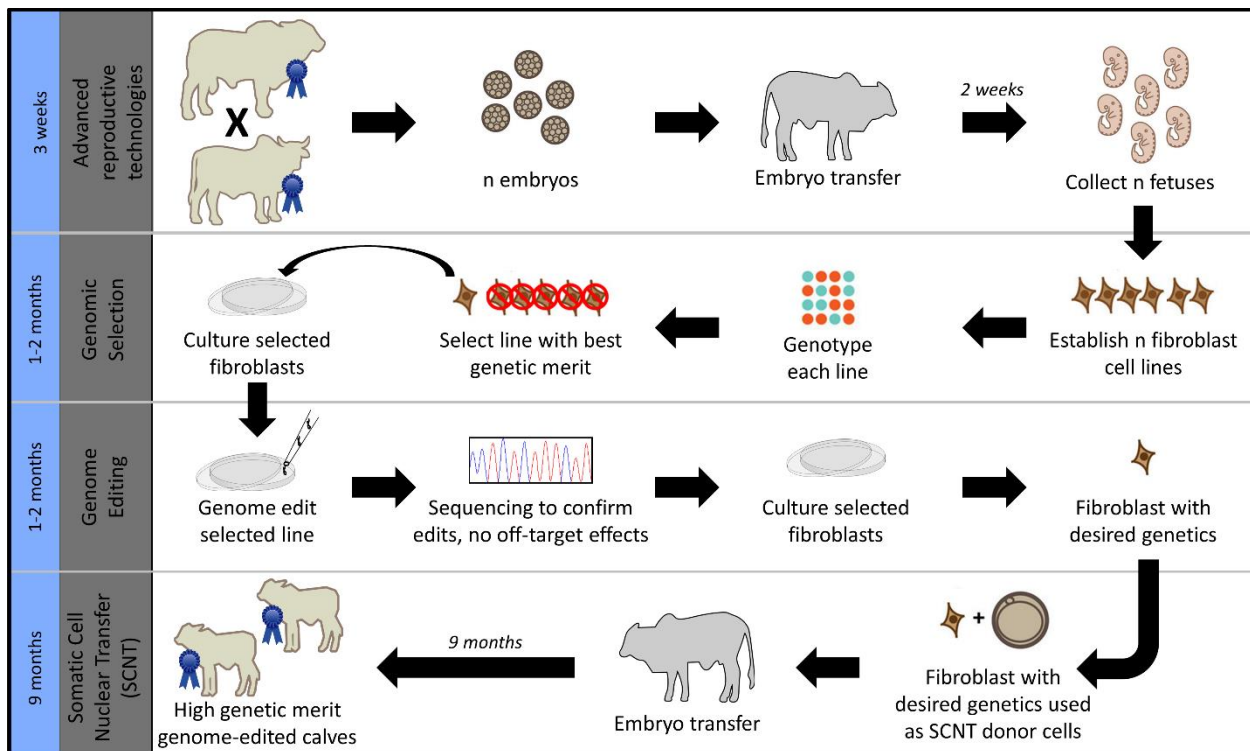 3 weeks
Advanced
reproductive
technologies
X
n embryos
Embryo transfer
2 weeks
Collect n fetuses
1-2 months
Genomic
Selection
Culture selected
fibroblasts
Select line with best
genetic merit
Genotype
each line
Establish n fibroblast
cell lines
1-2 months
Genome
Editing
Genome edit
selected line
Sequencing to confirm
edits, no off-target effects
Culture selected
fibroblasts
Fibroblast with
desired genetics
9 months
Somatic Cell
Nuclear Transfer
(SCNT)
High genetic merit
genome-edited calves
9 months
Embryo transfer
+
Fibroblast with
desired genetics used
as SCNT donor cells